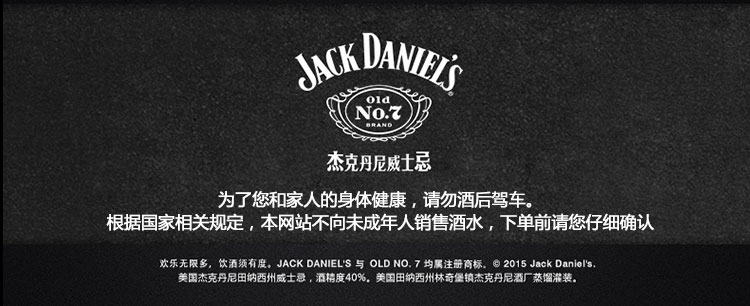 JACK DANIEL'S
Old
No.7
BRAND
杰克丹尼威士忌
为了您和家人的身体健康，请勿酒后驾车。
根据国家相关规定，本网站不向未成年人销售酒水，下单前请您仔细确认
欢乐无限多，饮酒须有度。JACK DANIEL'S 与 OLD NO. 7 均属注册商标。© 2015 Jack Daniel's.
美国杰克丹尼田纳西州威士忌，酒精度40%。美国田纳西州林奇堡镇杰克丹尼酒厂蒸馏灌装。